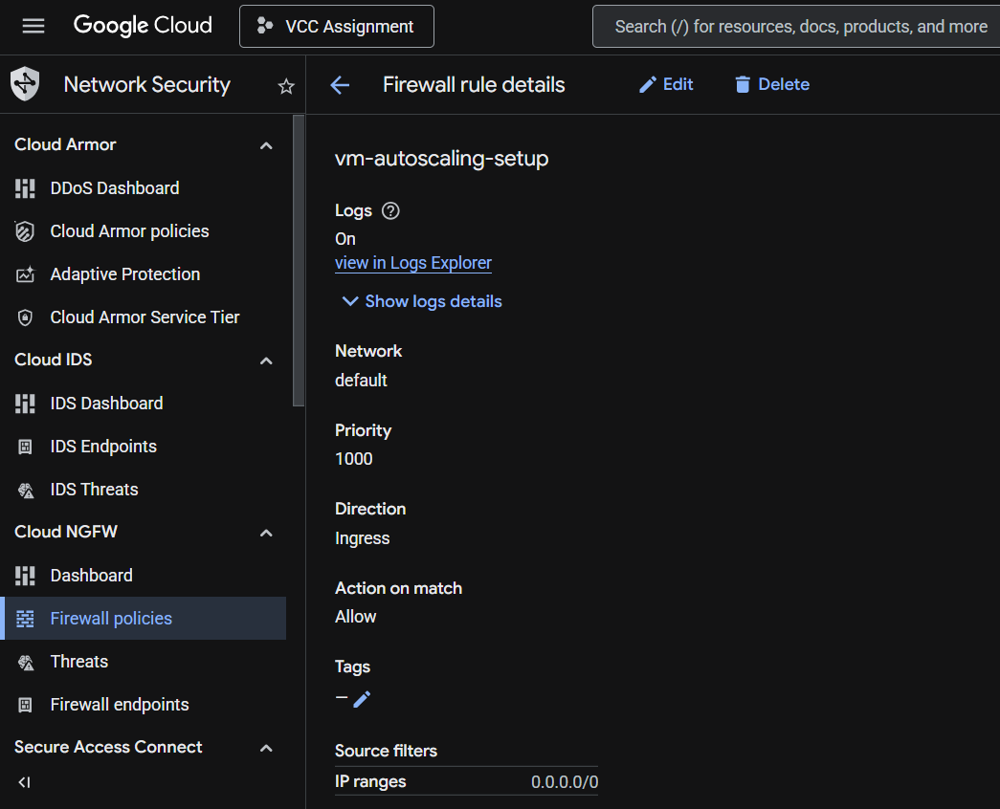 Google Cloud
VCC Assignment
Search (/) for resources, docs, products, and more
Network Security
Firewall rule details
Edit
Delete
Cloud Armor
DDoS Dashboard
Cloud Armor policies
Adaptive Protection
Cloud Armor Service Tier
Cloud IDS
IDS Dashboard
IDS Endpoints
IDS Threats
Cloud NGFW
Dashboard
Firewall policies
Threats
Firewall endpoints
Secure Access Connect
vm-autoscaling-setup
Logs
On
view in Logs Explorer
Show logs details
Network
default
Priority
1000
Direction
Ingress
Action on match
Allow
Tags
—
Source filters
IP ranges 0.0.0.0/0